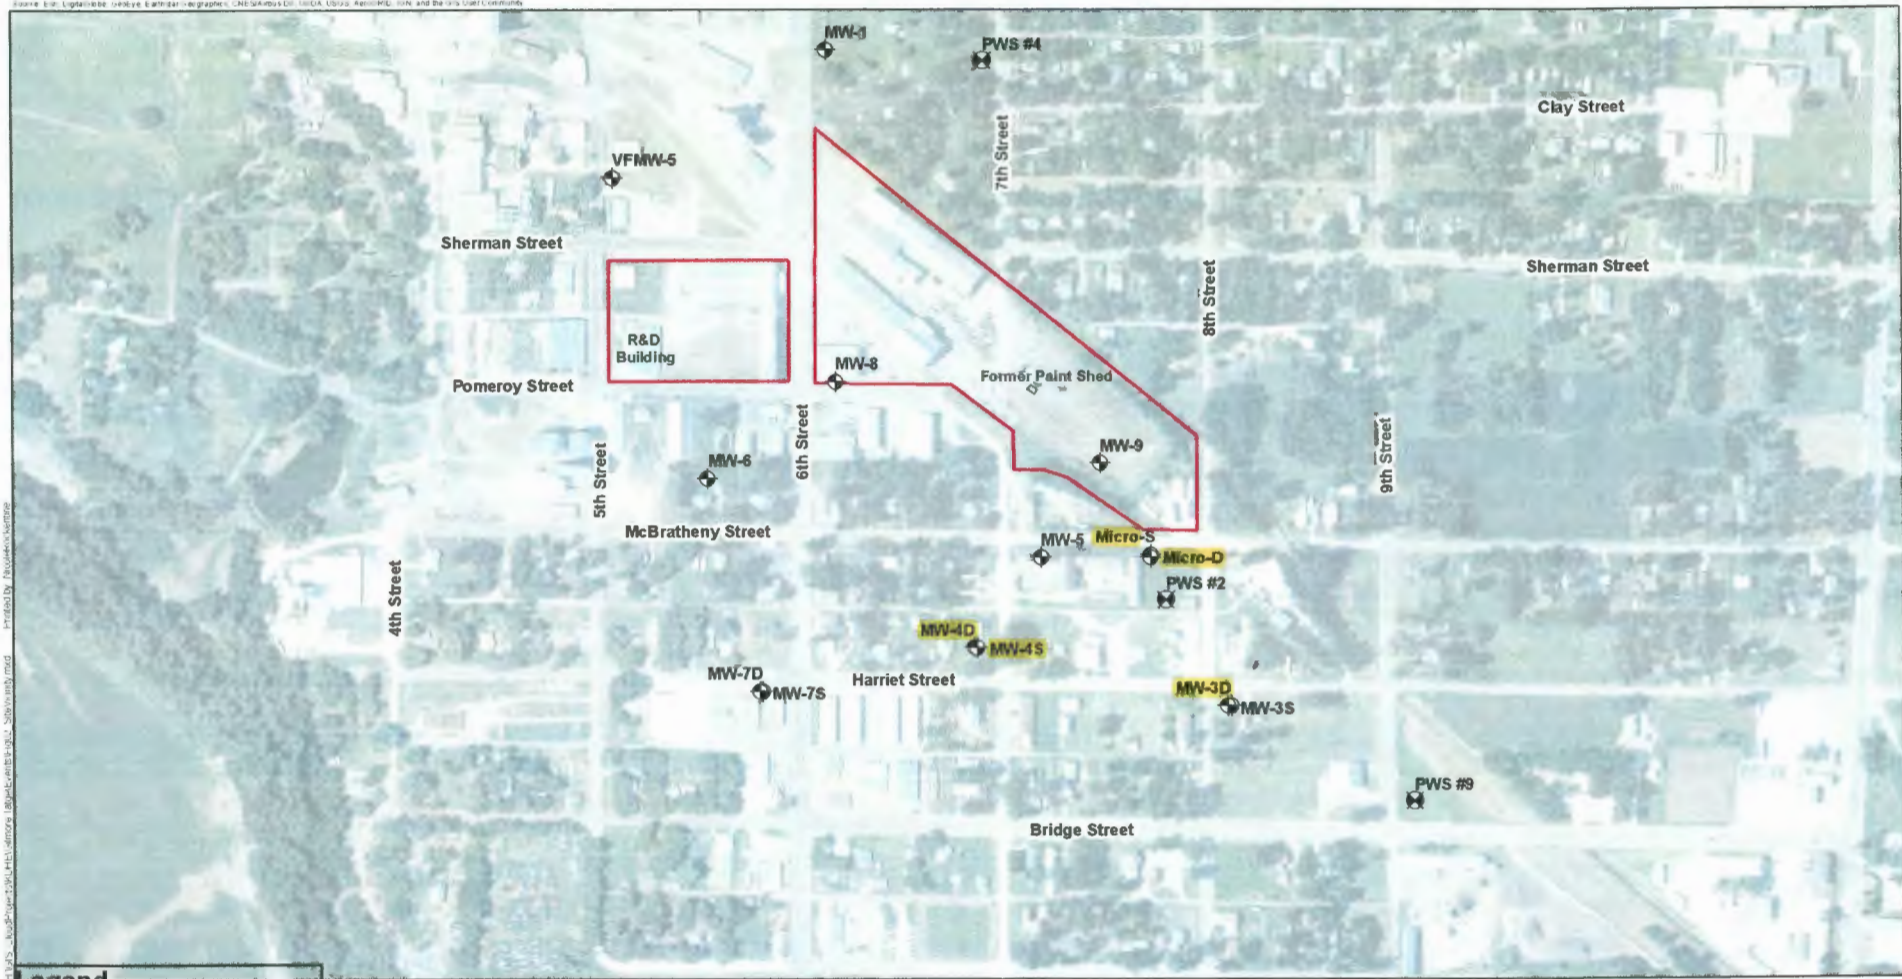 MW-1
PWS #4
Clay Street
7th Street
VFMW-5
Sherman Street
Sherman Street
8th Street
R&D
Building
MW-8
Former Paint Shed
Pomeroy Street
6th Street
9th Street
5th Street
MW-6
MW-9
McBratheny Street
MW-5
Micro-S
Micro-D
4th Street
PWS #2
MW-4D
MW-4S
MW-7D
MW-7S
Harriet Street
MW-3D
MW-3S
PWS #9
Bridge Street
Legend